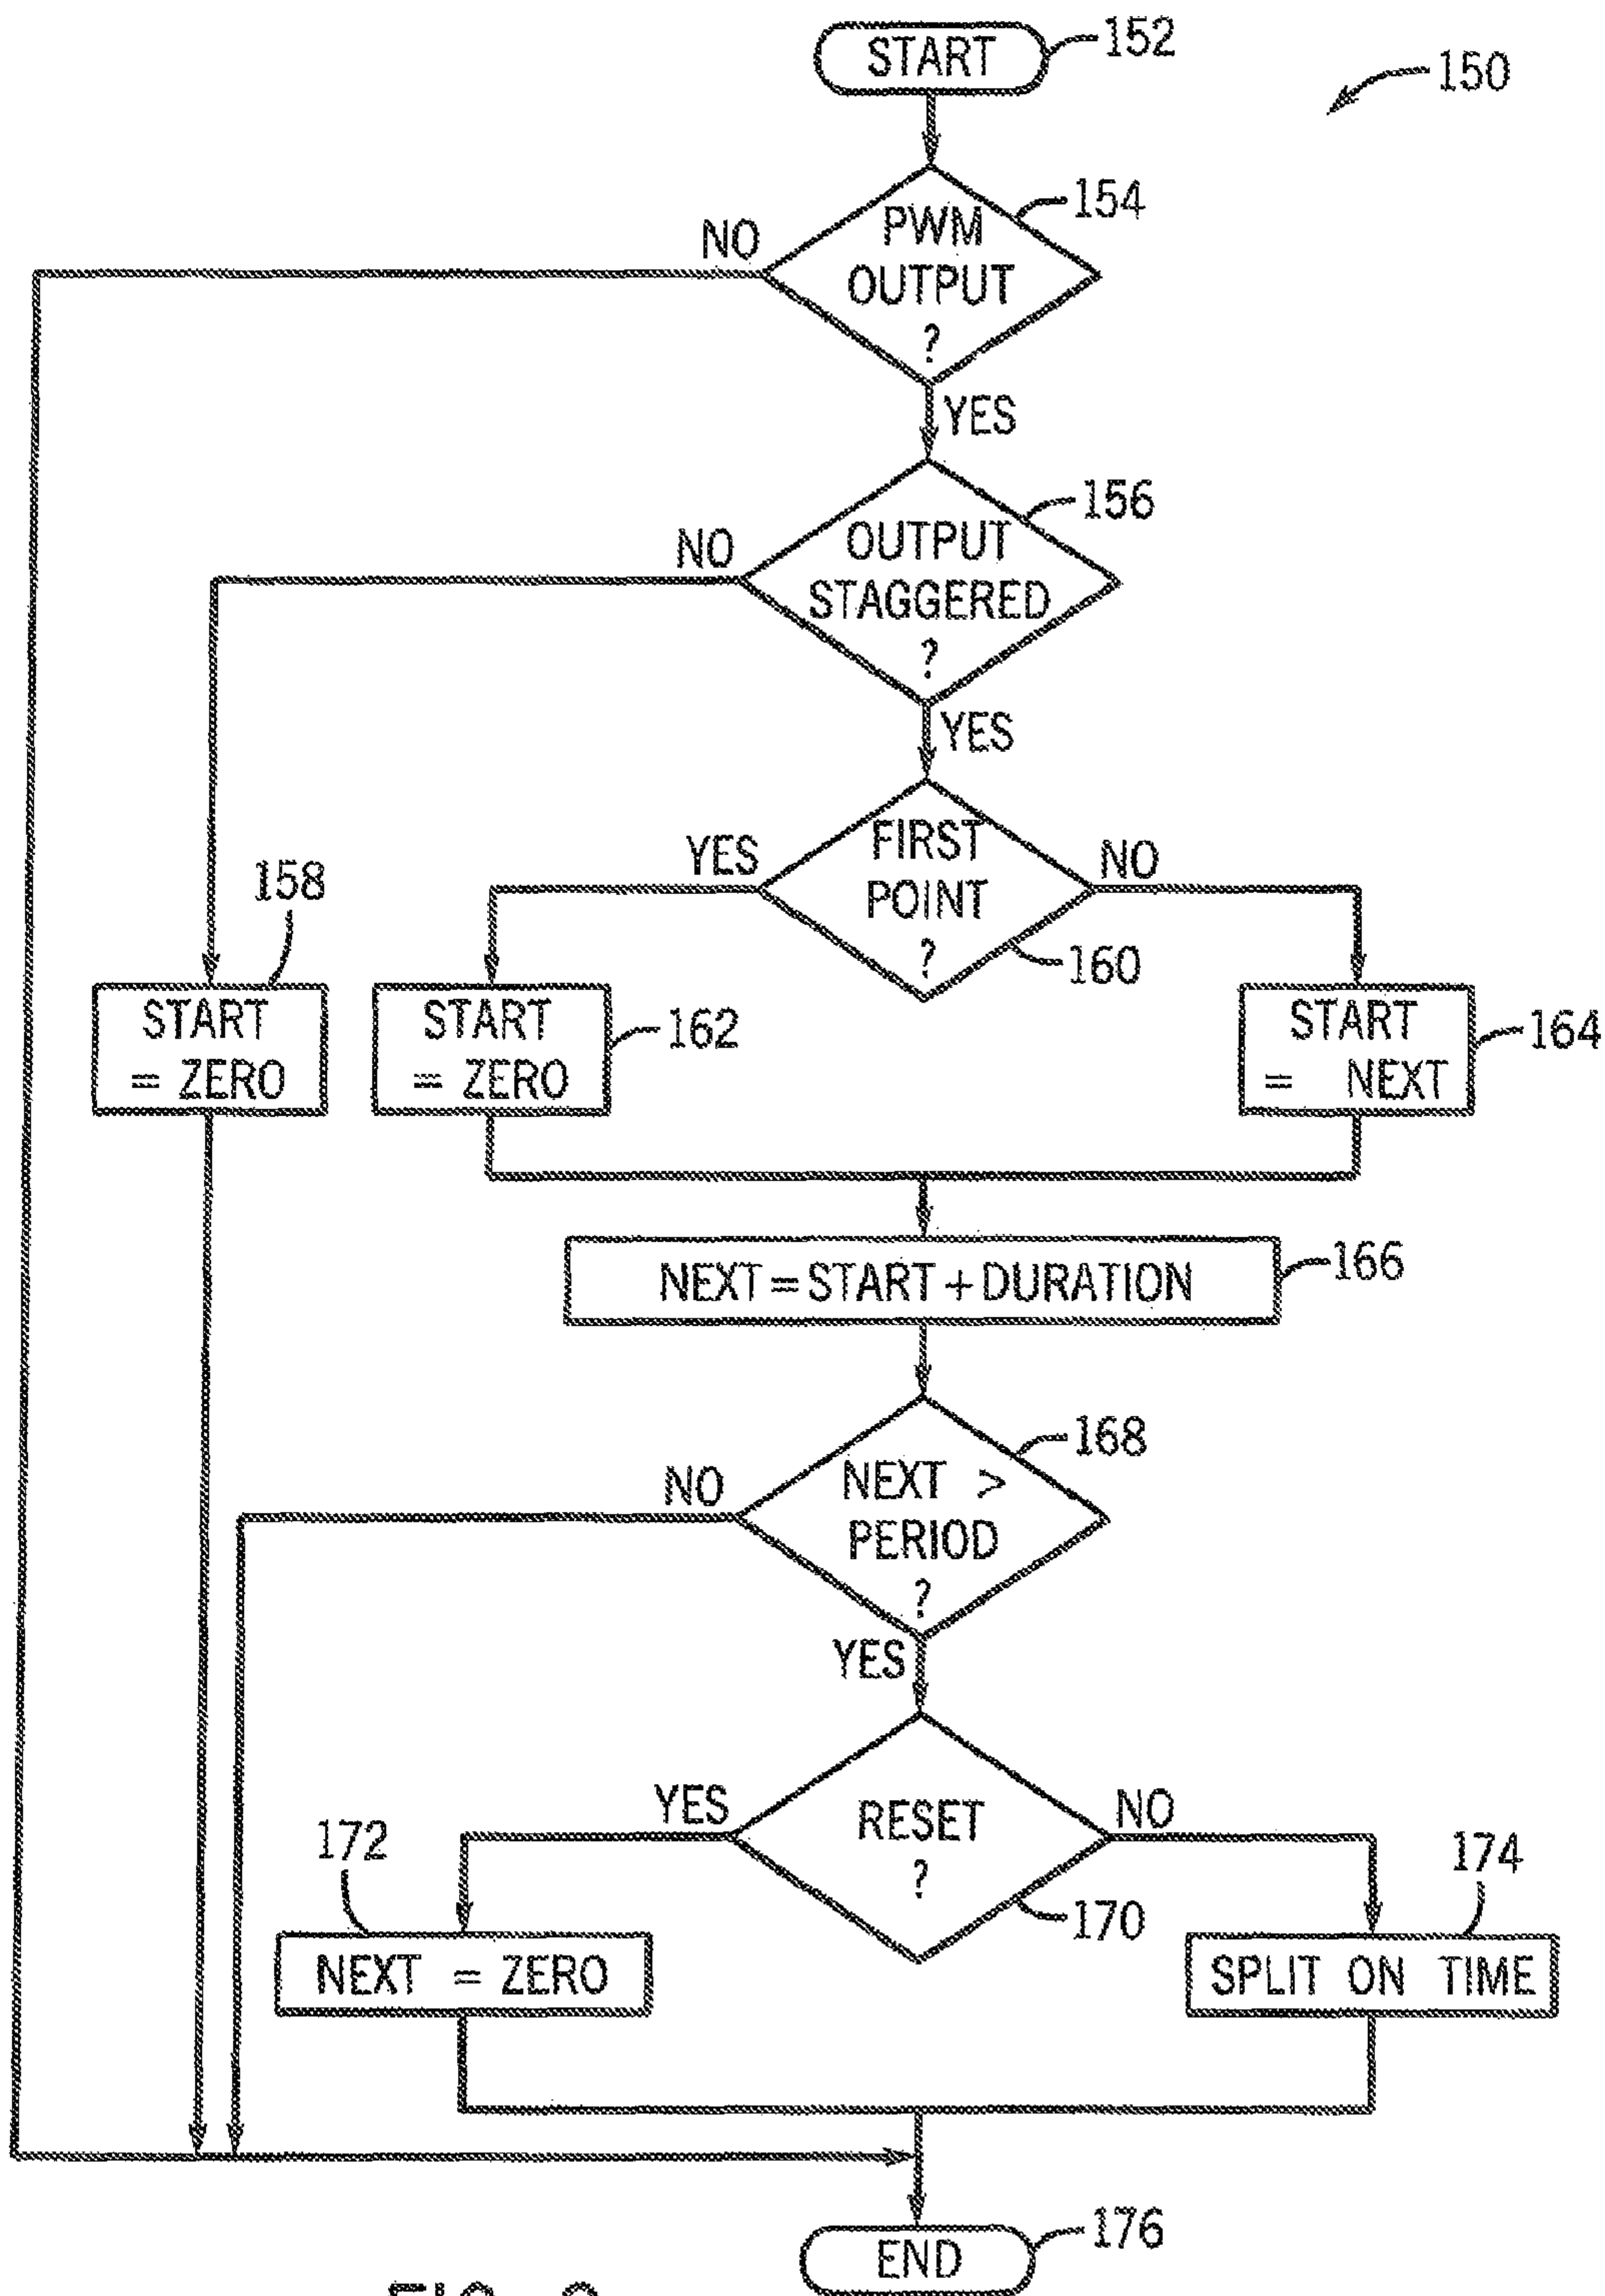 START
152
150
154
NO
PWM
OUTPUT
?
YES
156
NO
OUTPUT
STAGGERED
?
YES
158
YES
FIRST
POINT
?
NO
160
START
= ZERO
START
= ZERO
162
START
= NEXT
164
NEXT = START + DURATION
166
168
NO
NEXT >
PERIOD
?
YES
172
YES
RESET
?
NO
170
174
NEXT = ZERO
SPLIT ON TIME
END
176